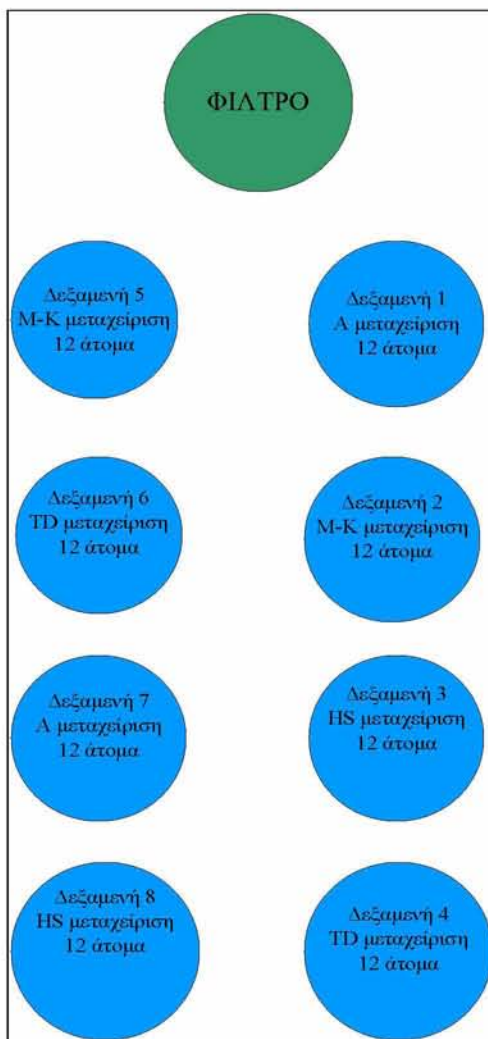 ΦΙΛΤΡΟ
Δεξαμενή 5
Μ-Κ μεταχείριση
12 άτομα
Δεξαμενή 1
Α μεταχείριση
12 άτομα
Δεξαμενή 6
TD μεταχείριση
12 άτομα
Δεξαμενή 2
Μ-Κ μεταχείριση
12 άτομα
Δεξαμενή 7
Α μεταχείριση
12 άτομα
Δεξαμενή 3
HS μεταχείριση
12 άτομα
Δεξαμενή 8
HS μεταχείριση
12 άτομα
Δεξαμενή 4
TD μεταχείριση
12 άτομα